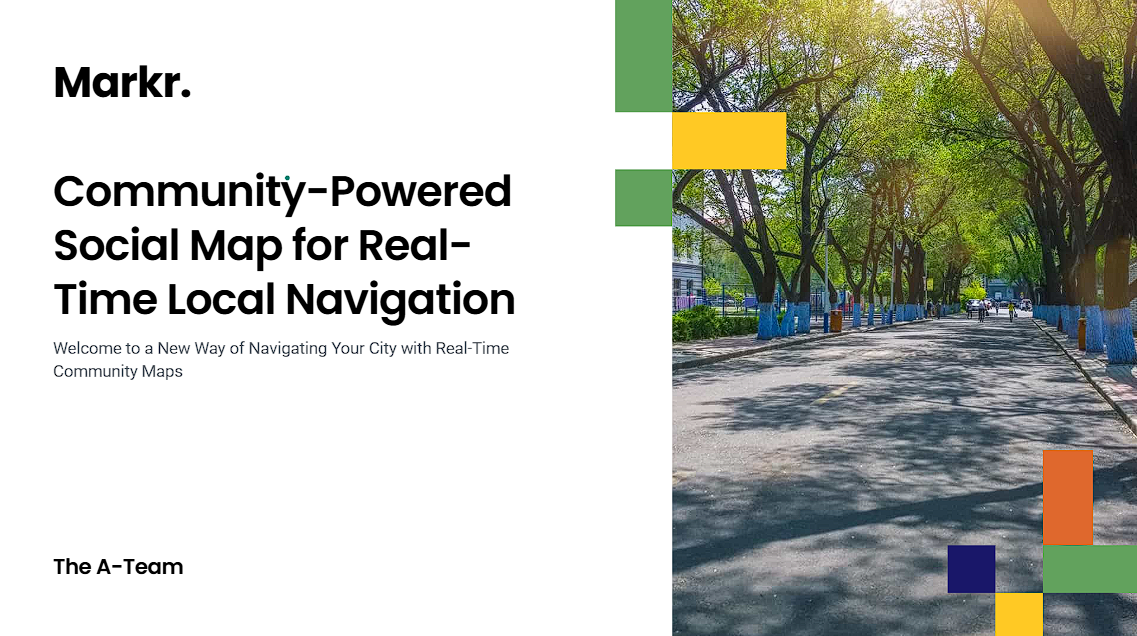 Markr.
Community-Powered
Social Map for Real-
Time Local Navigation
Welcome to a New Way of Navigating Your City with Real-Time
Community Maps
The A-Team